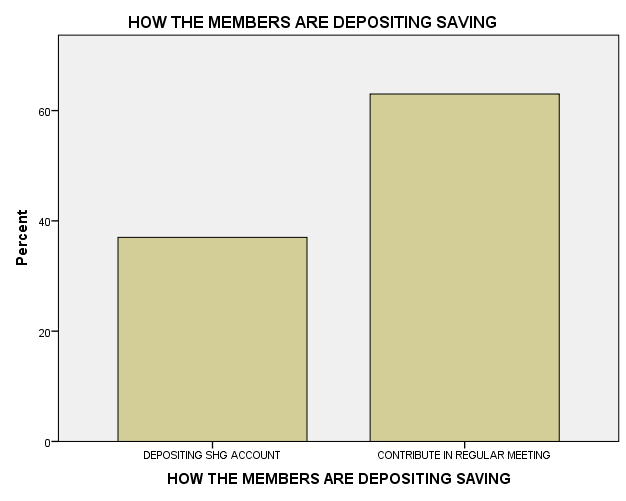 HOW THE MEMBERS ARE DEPOSITING SAVING
Percent
60
40
20
0
DEPOSITING SHG ACCOUNT
CONTRIBUTE IN REGULAR MEETING
HOW THE MEMBERS ARE DEPOSITING SAVING